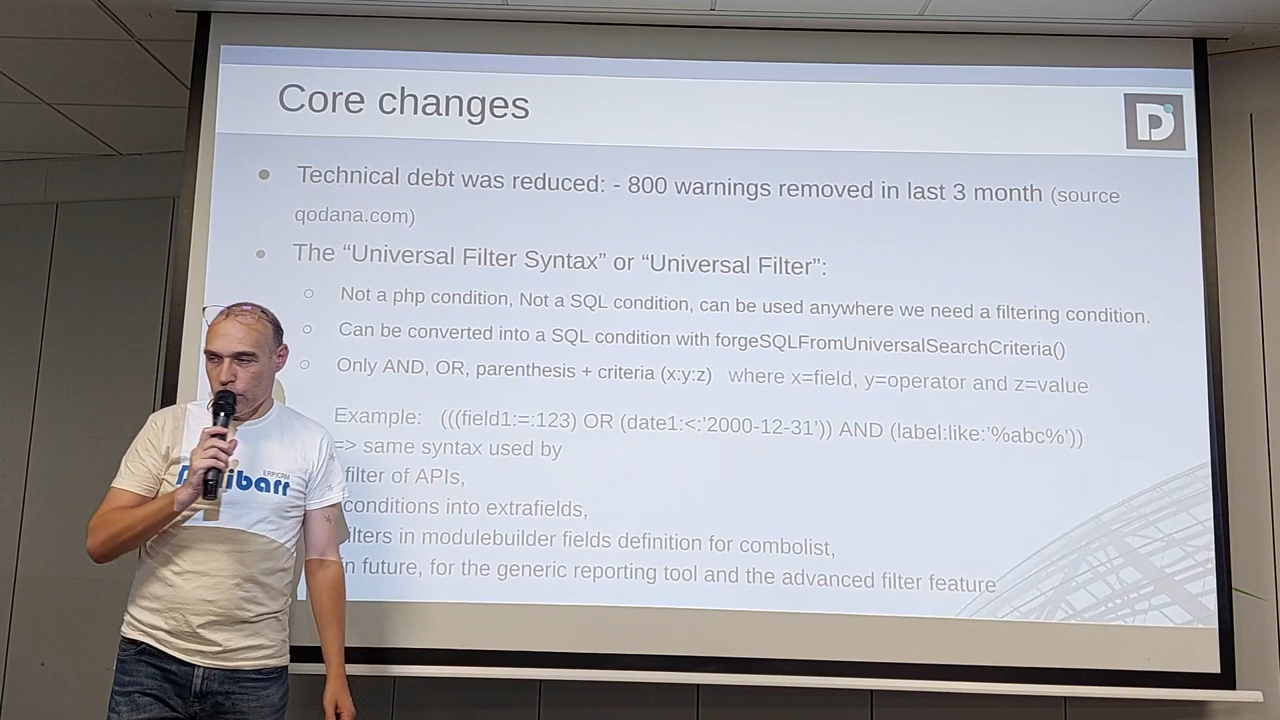 Core changes
D
Technical debt was reduced: - 800 warnings removed in last 3 month (source
qodana.com)
The “Universal Filter Syntax” or “Universal Filter”:
Not a php condition, Not a SQL condition, can be used anywhere we need a filtering condition.
Can be converted into a SQL condition with forgeSQLFromUniversalSearchCriteria()
Only AND, OR, parenthesis + criteria (x:y:z) where x=field, y=operator and z=value
Example: (((field1:=:123) OR (date1:<:'2000-12-31')) AND (label:like:'%abc%'))
=> same syntax used by
filter of APIs,
conditions into extrafields,
filters in modulebuilder fields definition for combolist,
in future, for the generic reporting tool and the advanced filter feature
ERP/CRM